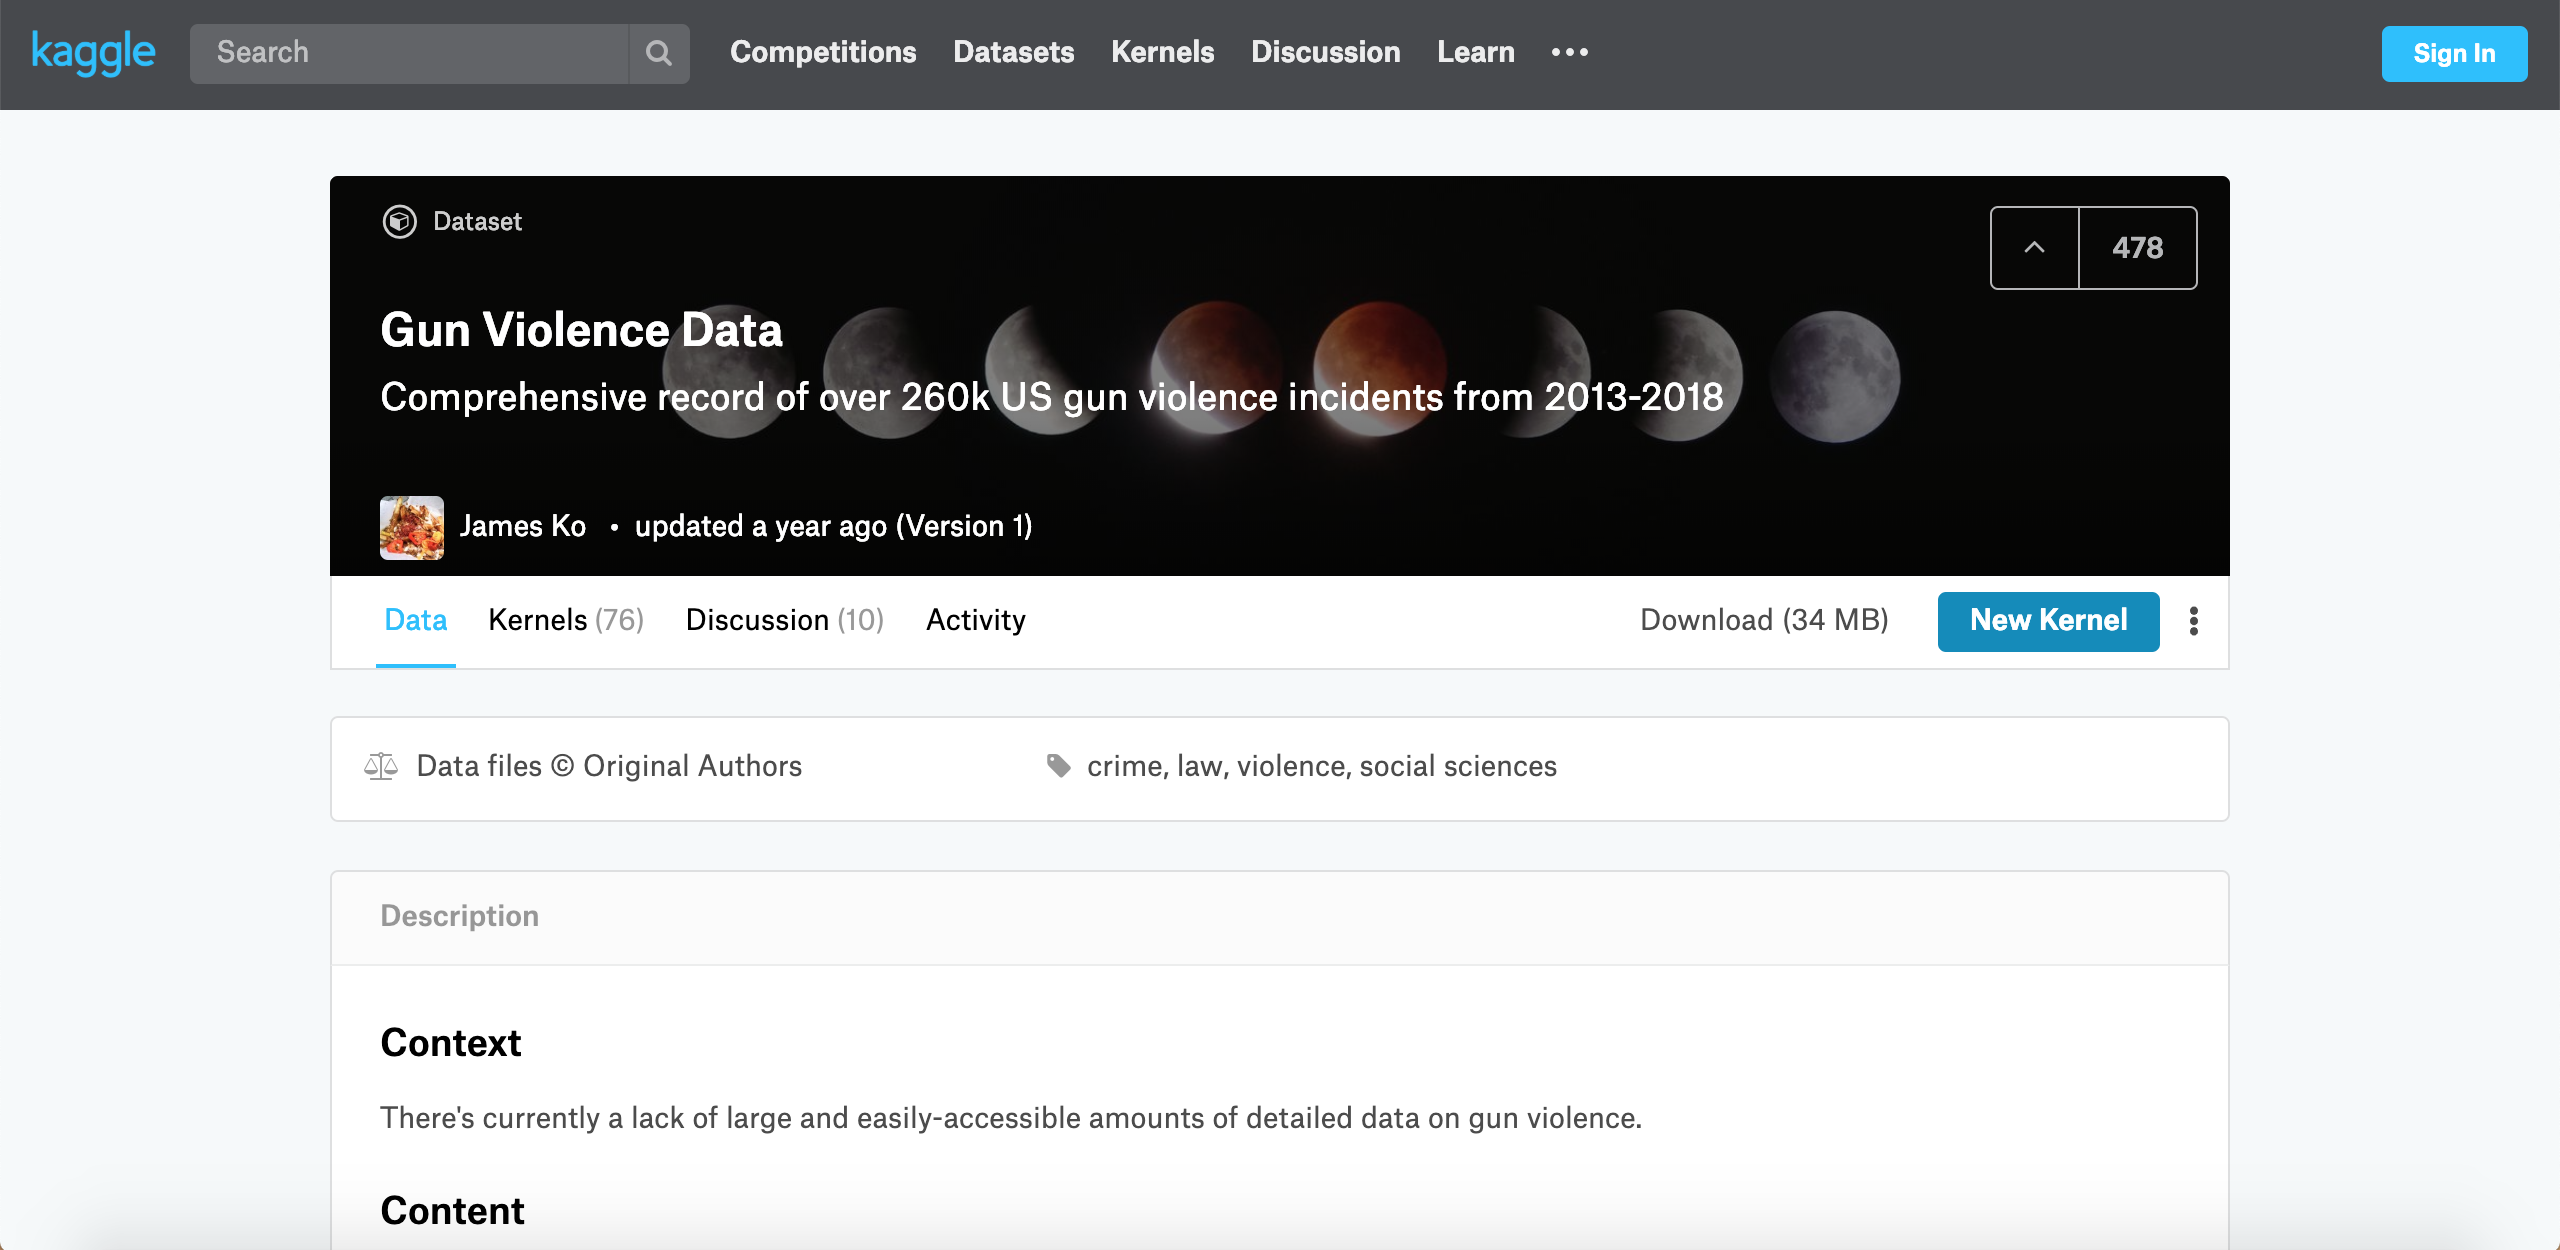 kaggle Search Competitions Datasets Kernels Discussion Learn ••• Sign In
Dataset
478
Gun Violence Data
Comprehensive record of over 260k US gun violence incidents from 2013-2018
James Ko • updated a year ago (Version 1)
Data Kernels (76) Discussion (10) Activity Download (34 MB) New Kernel
Data files © Original Authors crime, law, violence, social sciences
Description
Context
There's currently a lack of large and easily-accessible amounts of detailed data on gun violence.
Content